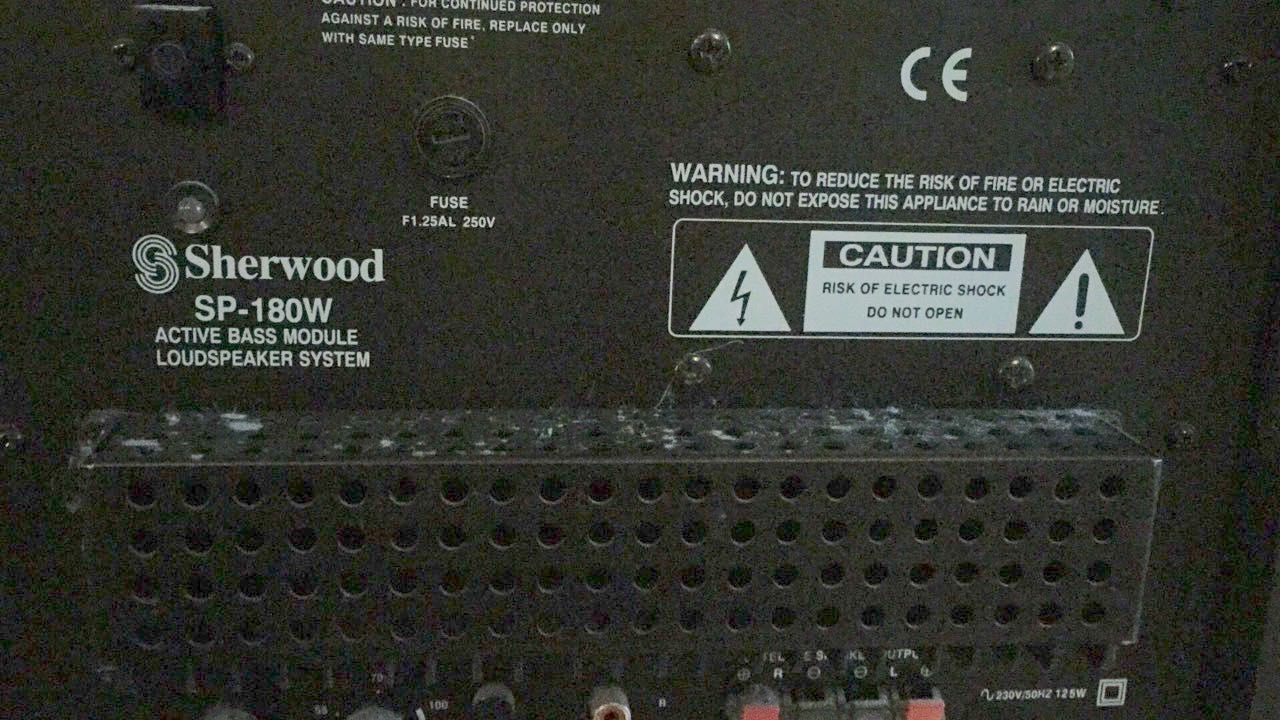 CAUTION : FOR CONTINUED PROTECTION
AGAINST A RISK OF FIRE, REPLACE ONLY
WITH SAME TYPE FUSE
CE
FUSE
F1.25AL 250V
WARNING: TO REDUCE THE RISK OF FIRE OR ELECTRIC
SHOCK, DO NOT EXPOSE THIS APPLIANCE TO RAIN OR MOISTURE.
Sherwood
SP-180W
ACTIVE BASS MODULE
LOUDSPEAKER SYSTEM
CAUTION
RISK OF ELECTRIC SHOCK
DO NOT OPEN
R L
70
100
R
230V/50HZ 125W